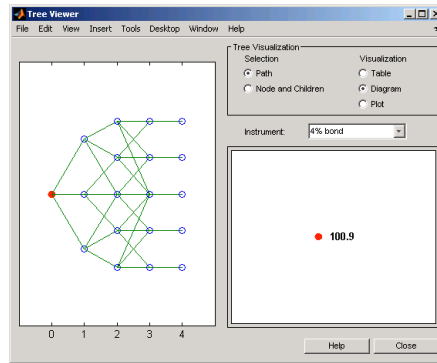 Tree Viewer
File Edit View Insert Tools Desktop Window Help
Tree Visualization
Selection Visualization
Path Table
Node and Children Diagram
Plot
Instrument: 4% bond
100.9
0 1 2 3 4
Help Close